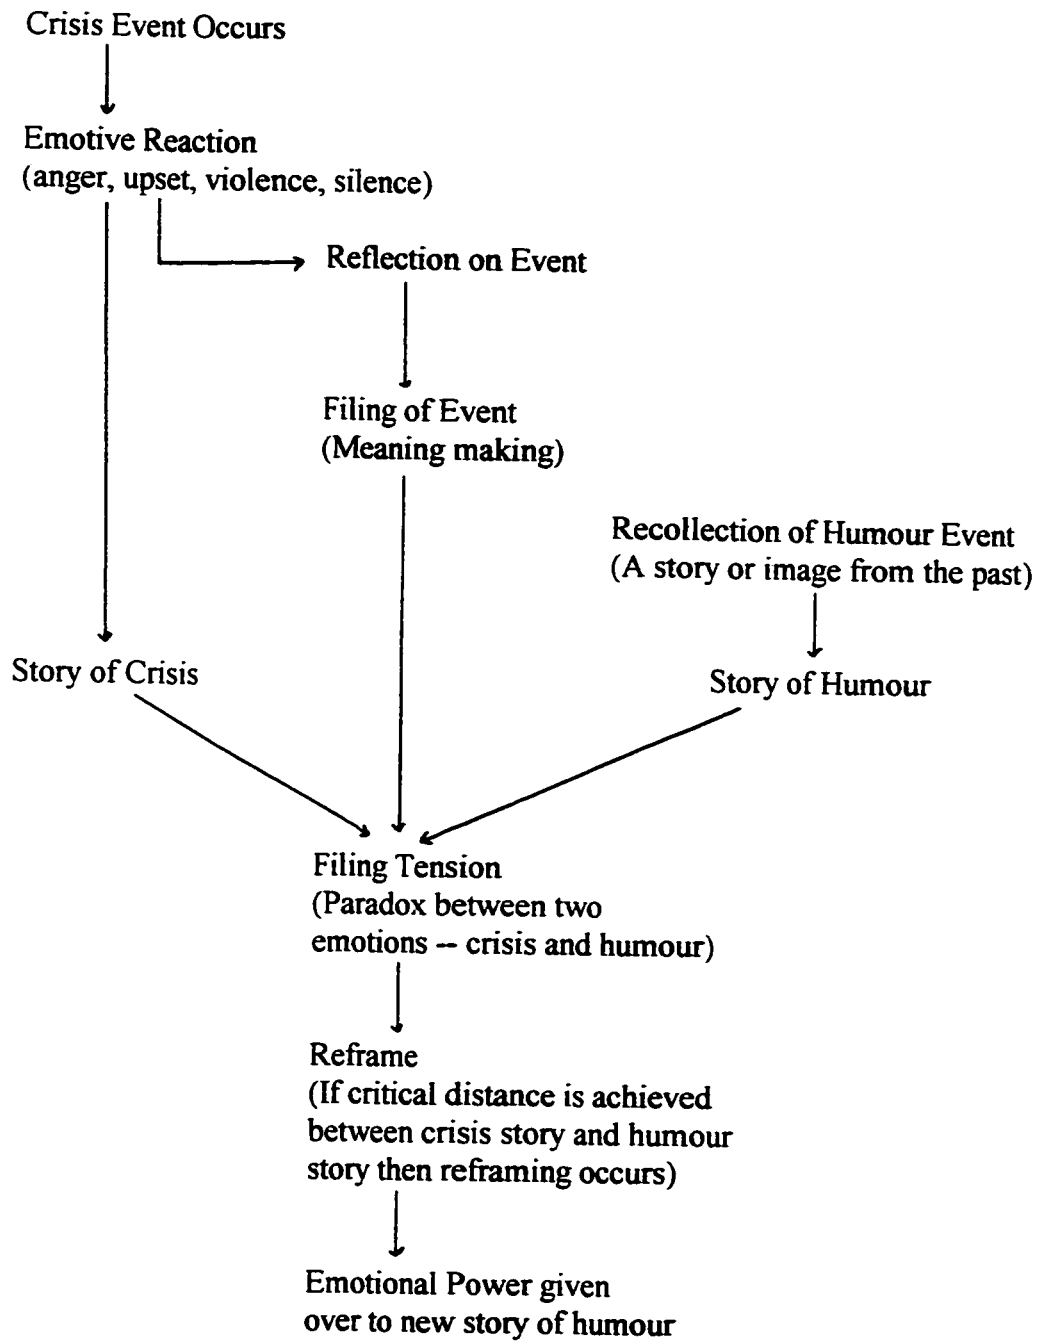 Crisis Event Occurs
Emotive Reaction
(anger, upset, violence, silence)
Reflection on Event
Filing of Event
(Meaning making)
Recollection of Humour Event
(A story or image from the past)
Story of Crisis
Story of Humour
Filing Tension
(Paradox between two
emotions -- crisis and humour)
Reframe
(If critical distance is achieved
between crisis story and humour
story then reframing occurs)
Emotional Power given
over to new story of humour